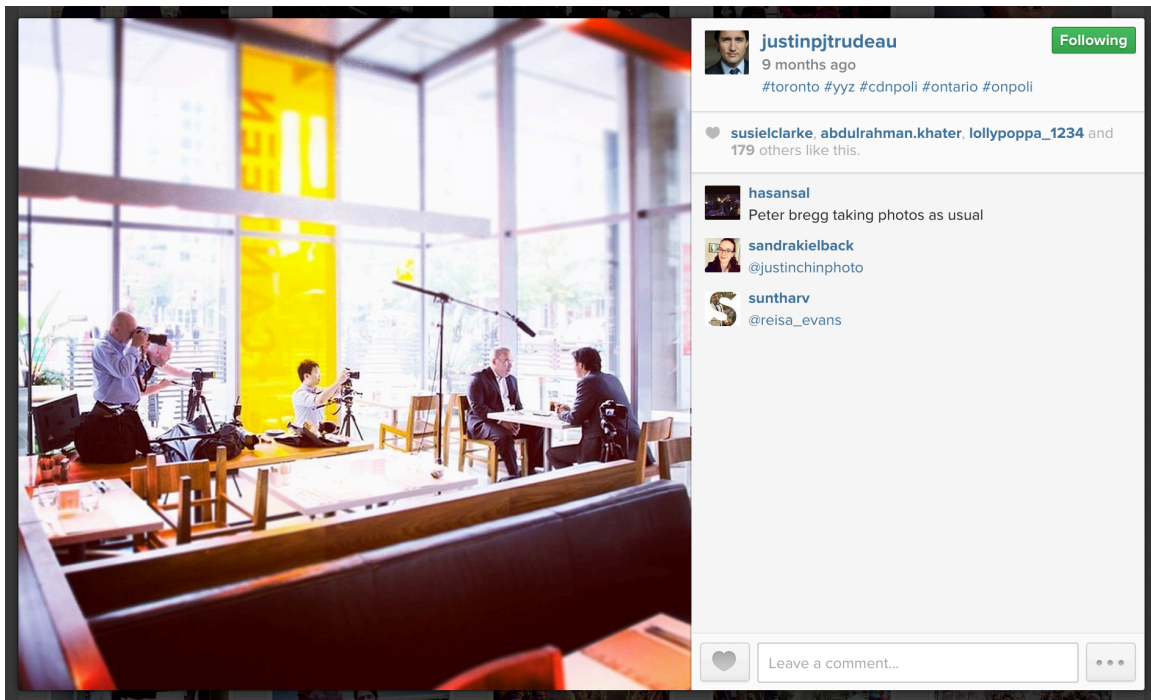 justinpjtrudeau
Following
9 months ago
#toronto #yyz #cdnpoli #ontario #onpoli
susielclarke, abdulrahman.khater, lollypoppa_1234 and
179 others like this.
hasansal
Peter bregg taking photos as usual
sandrakielback
@justinchinphoto
suntharv
@reisa_evans
Leave a comment...